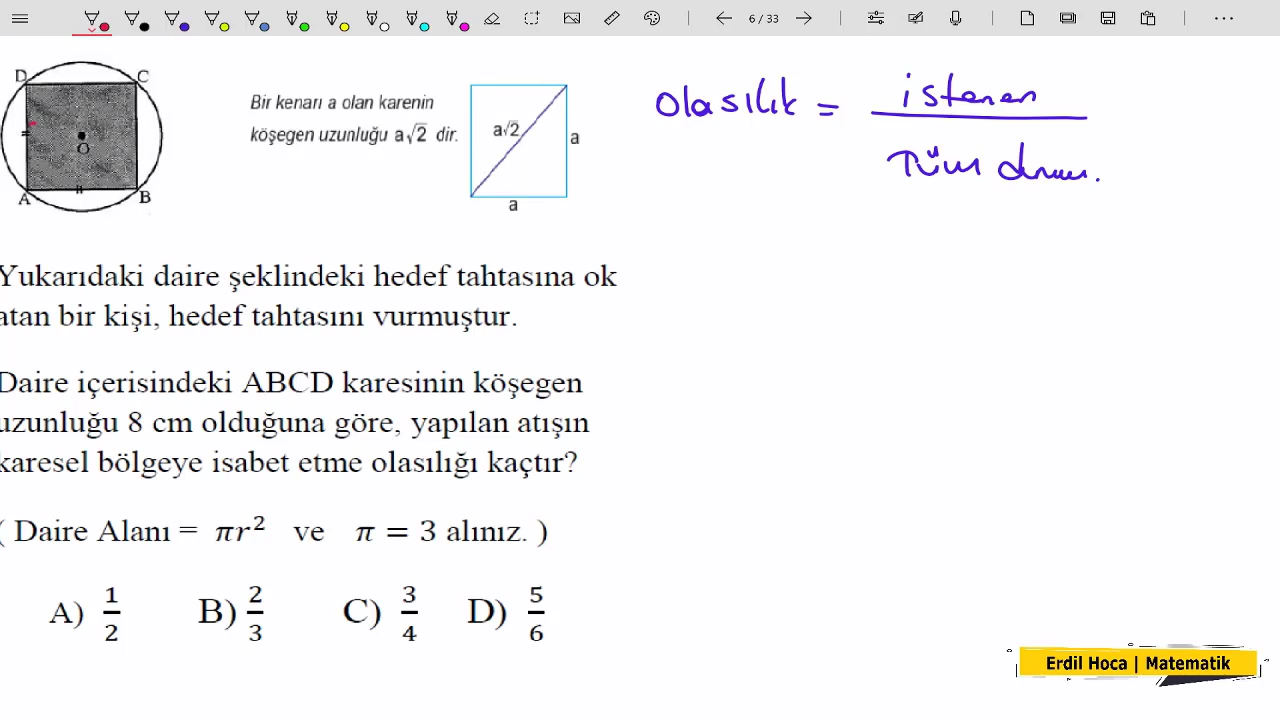 6 / 33
D C
O
A B
Bir kenarı a olan karenin
köşegen uzunluğu a√2 dir.
a√2 a
a
Olasılık = istenen
Tüm durum.
Yukarıdaki daire şeklindeki hedef tahtasına ok
atan bir kişi, hedef tahtasını vurmuştur.
Daire içerisindeki ABCD karesinin köşegen
uzunluğu 8 cm olduğuna göre, yapılan atışın
karesel bölgeye isabet etme olasılığı kaçtır?
( Daire Alanı = πr² ve π = 3 alınız. )
A) 1/2 B) 2/3 C) 3/4 D) 5/6
Erdil Hoca | Matematik